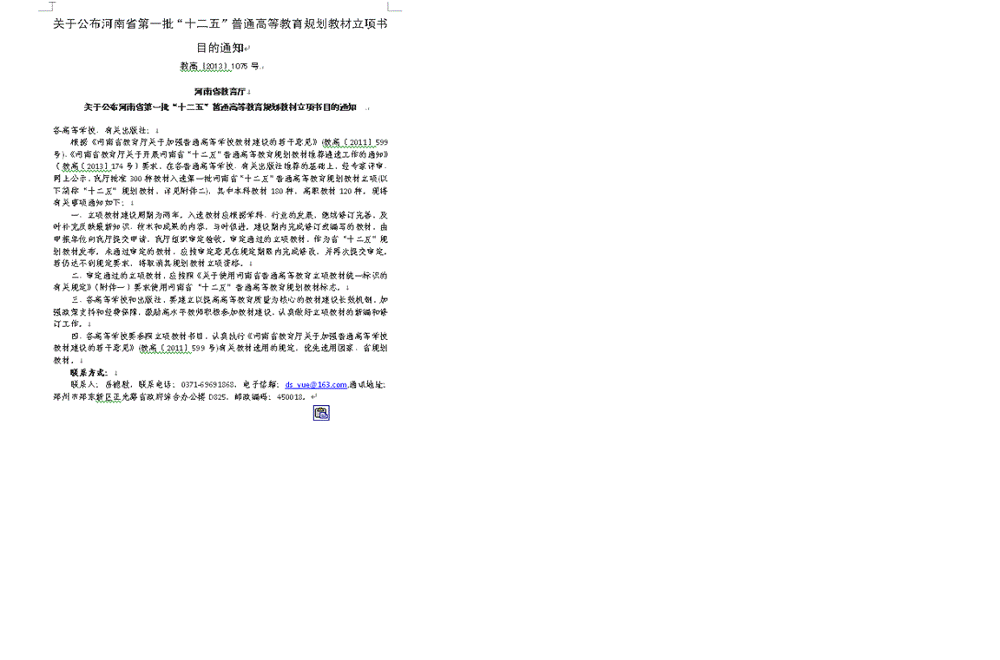 关于公布河南省第一批“十二五”普通高等教育规划教材立项书
目的通知
教高〔2013〕1075 号
河南省教育厅
关于公布河南省第一批“十二五”普通高等教育规划教材立项书目的通知
各高等学校、有关出版社：
根据《河南省教育厅关于加强普通高等学校教材建设的若干意见》(教高〔2011〕599
号)、《河南省教育厅关于开展河南省“十二五”普通高等教育规划教材推荐遴选工作的通知》
（教高〔2013〕174 号）要求，在各普通高等学校、有关出版社推荐的基础上，经专家评审、
网上公示，我厅批准 300 种教材入选第一批河南省“十二五”普通高等教育规划教材立项(以
下简称“十二五”规划教材，详见附件二)，其中本科教材 180 种，高职教材 120 种。现将
有关事项通知如下：
一、立项教材建设周期为两年。入选教材应根据学科、行业的发展，继续修订完善，及
时补充反映最新知识、技术和成果的内容，与时俱进。建设期内完成修订或编写的教材，由
申报单位向我厅提交申请，我厅组织审定验收。审定通过的立项教材，作为省“十二五”规
划教材发布。未通过审定的教材，应按审定意见在规定期限内完成修改，并再次提交审定。
若仍达不到规定要求，将取消其规划教材立项资格。
二、审定通过的立项教材，应按照《关于使用河南省普通高等教育立项教材统一标识的
有关规定》（附件一）要求使用河南省“十二五”普通高等教育规划教材标志。
三、各高等学校和出版社，要建立以提高高等教育质量为核心的教材建设长效机制，加
强政策支持和经费保障，激励高水平教师积极参加教材建设，认真做好立项教材的新编和修
订工作。
四、各高等学校要参照立项教材书目，认真执行《河南省教育厅关于加强普通高等学校
教材建设的若干意见》(教高〔2011〕599 号)有关教材选用的规定，优先选用国家、省规划
教材。
联系方式：
联系人：岳德胜，联系电话：0371-69691868，电子信箱：ds_yue@163.com,通讯地址：
郑州市郑东新区正光路省政府综合办公楼 D825，邮政编码：450018。